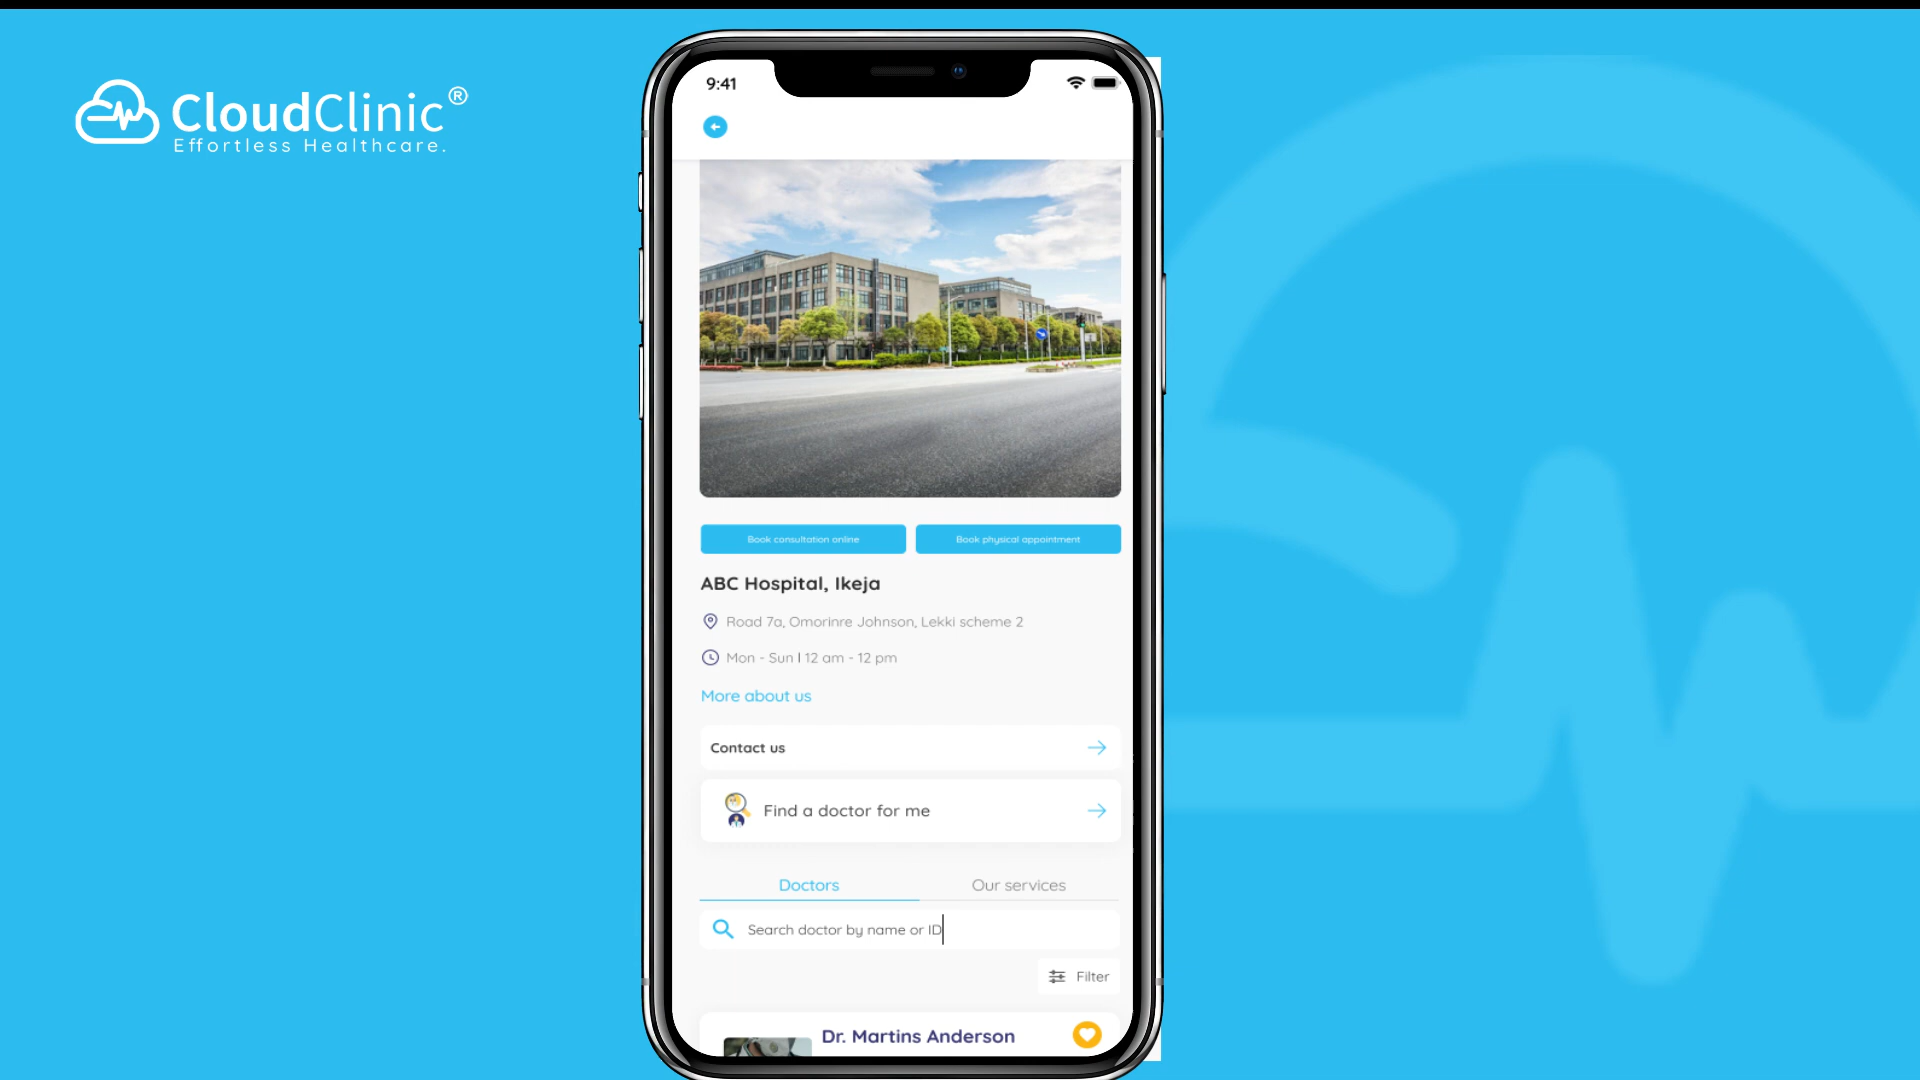 CloudClinic®
Effortless Healthcare.
9:41
Book consultation online
Book physical appointment
ABC Hospital, Ikeja
Road 7a, Omorinre Johnson, Lekki scheme 2
Mon - Sun | 12 am - 12 pm
More about us
Contact us
Find a doctor for me
Doctors
Our services
Search doctor by name or ID
Filter
Dr. Martins Anderson